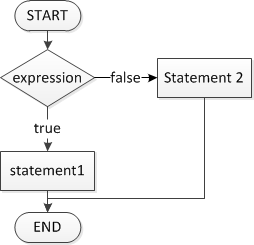 START
expression
false
Statement 2
true
statement1
END